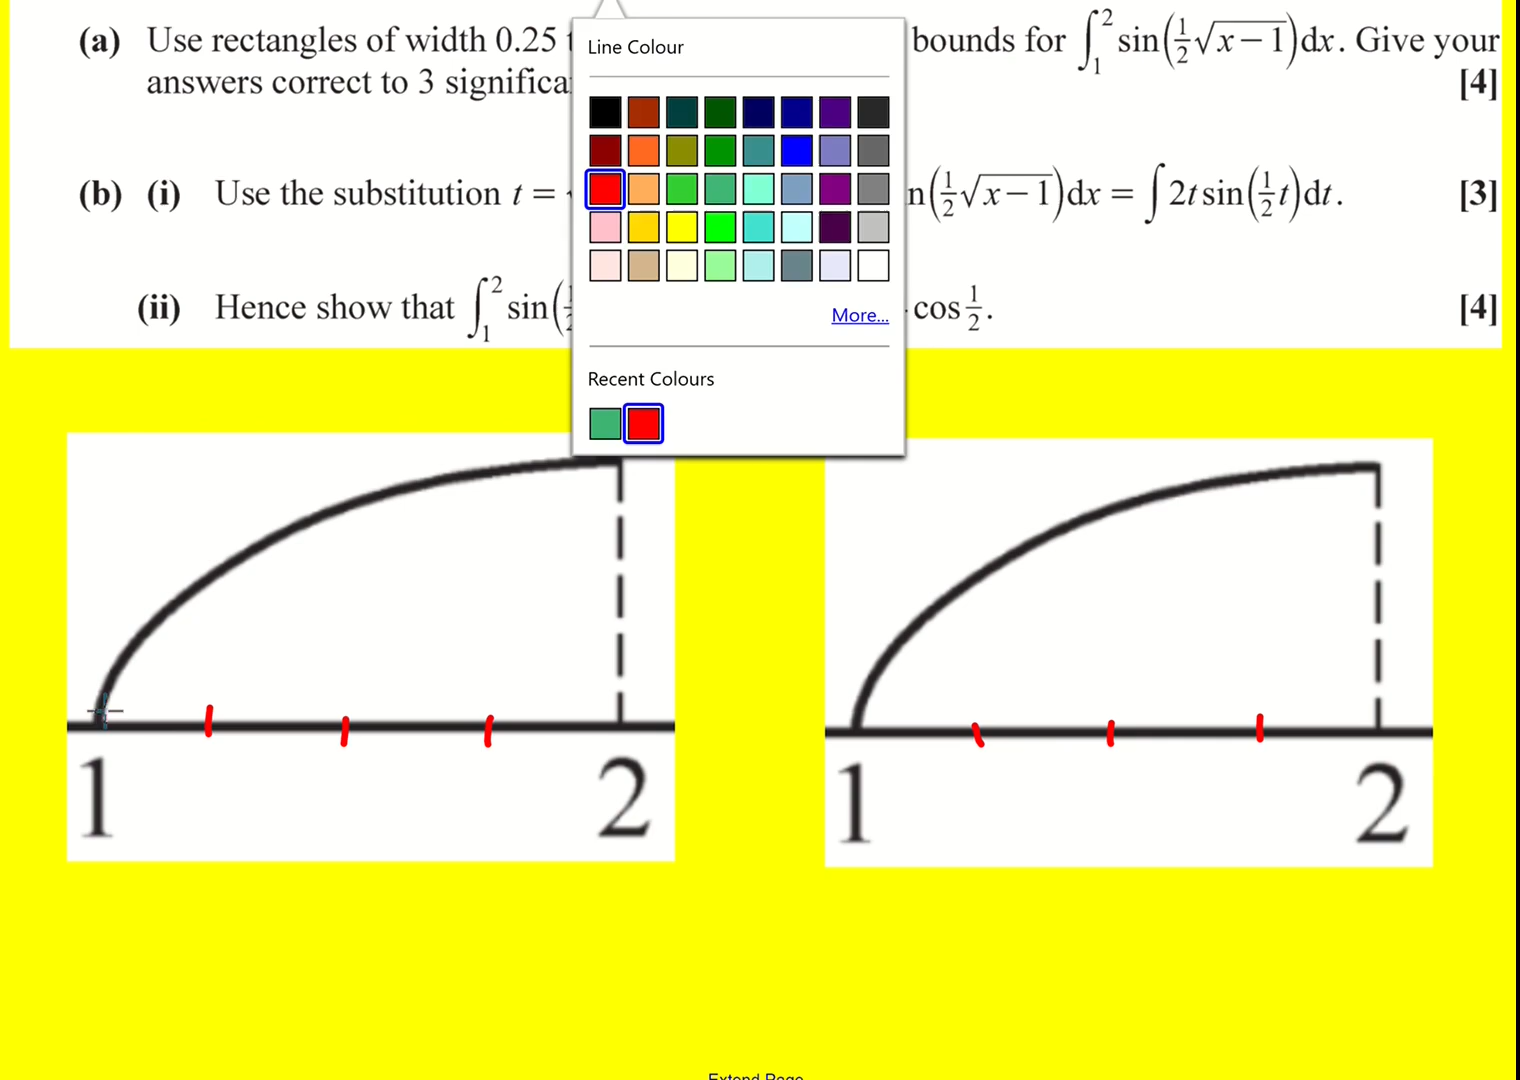 (a) Use rectangles of width 0.25 bounds for ∫₁² sin(½√x−1)dx. Give your
answers correct to 3 significa [4]
(b) (i) Use the substitution t = n(½√x−1)dx = ∫2t sin(½t)dt. [3]
(ii) Hence show that ∫₁² sin( cos ½. [4]
Line Colour
More...
Recent Colours
1 2
1 2
Extend Page